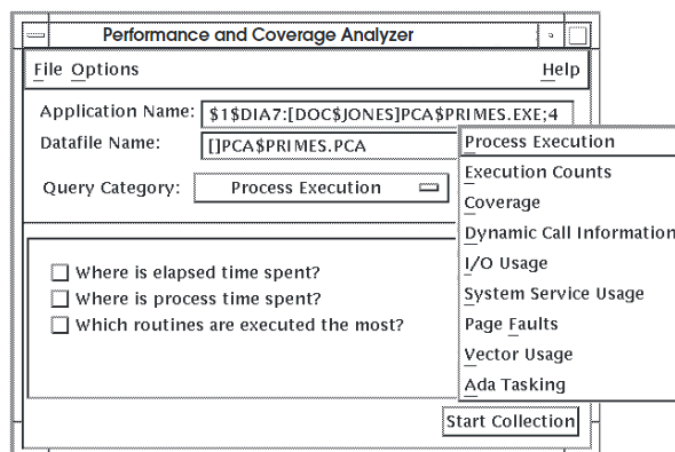 Performance and Coverage Analyzer
File Options Help
Application Name: $1$DIA7:[DOC$JONES]PCA$PRIMES.EXE;4
Datafile Name: []PCA$PRIMES.PCA
Query Category: Process Execution
Process Execution
Execution Counts
Coverage
Dynamic Call Information
I/O Usage
System Service Usage
Page Faults
Vector Usage
Ada Tasking
Where is elapsed time spent?
Where is process time spent?
Which routines are executed the most?
Start Collection